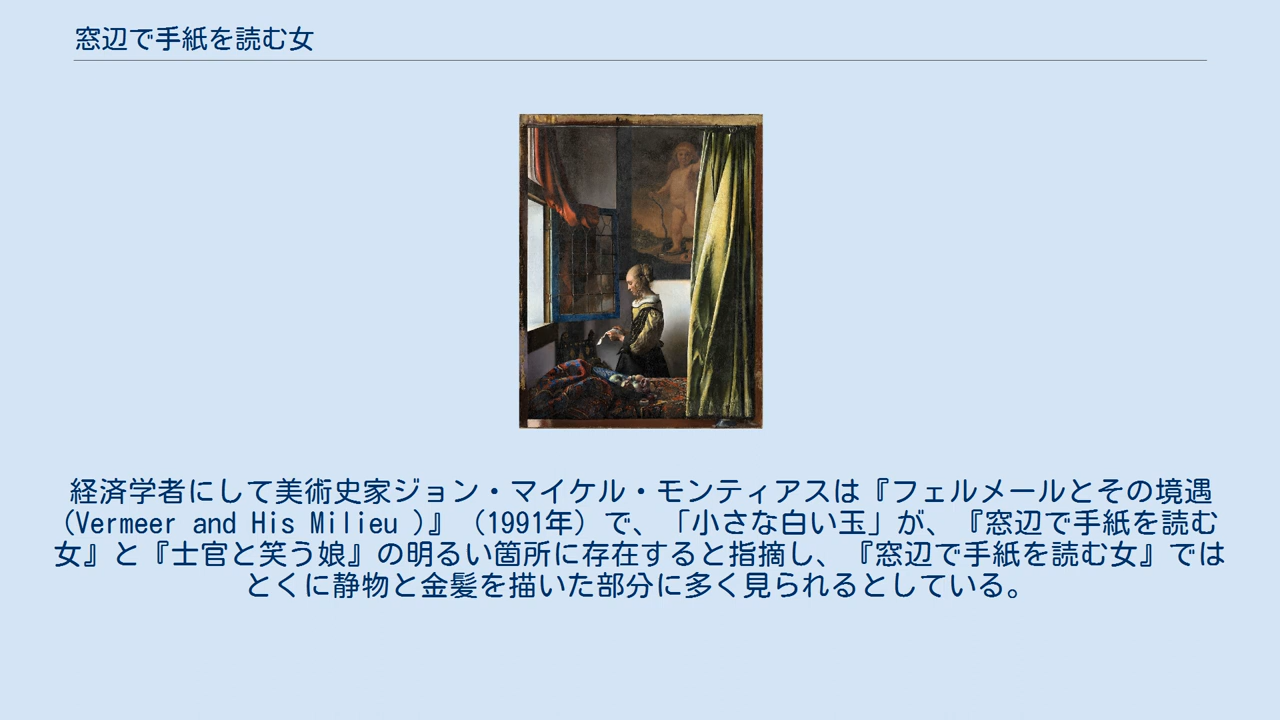 窓辺で手紙を読む女
経済学者にして美術史家ジョン・マイケル・モンティアスは『フェルメールとその境遇
(Vermeer and His Milieu )』（1991年）で、「小さな白い玉」が、『窓辺で手紙を読む
女』と『士官と笑う娘』の明るい箇所に存在すると指摘し、『窓辺で手紙を読む女』では
とくに静物と金髪を描いた部分に多く見られるとしている。